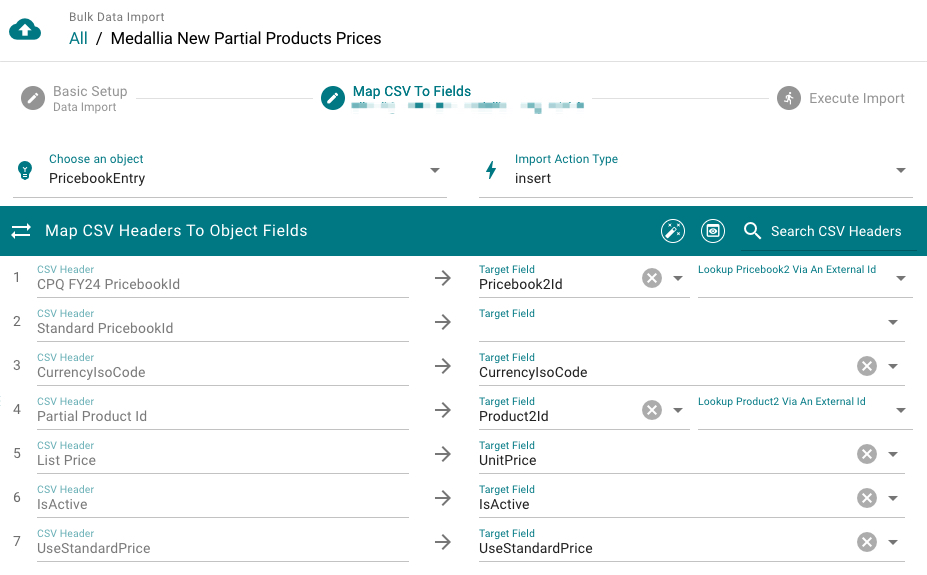 Bulk Data Import
All / Medallia New Partial Products Prices
Basic Setup
Data Import
Map CSV To Fields
Execute Import
Choose an object
PricebookEntry
Import Action Type
insert
Map CSV Headers To Object Fields
Search CSV Headers
1
CSV Header
CPQ FY24 PricebookId
Target Field
Pricebook2Id
Lookup Pricebook2 Via An External Id
2
CSV Header
Standard PricebookId
Target Field
3
CSV Header
CurrencyIsoCode
Target Field
CurrencyIsoCode
4
CSV Header
Partial Product Id
Target Field
Product2Id
Lookup Product2 Via An External Id
5
CSV Header
List Price
Target Field
UnitPrice
6
CSV Header
IsActive
Target Field
IsActive
7
CSV Header
UseStandardPrice
Target Field
UseStandardPrice